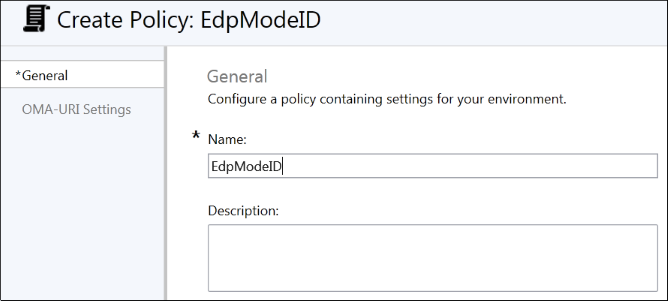 Create Policy: EdpModeID
*General
OMA-URI Settings
General
Configure a policy containing settings for your environment.
* Name:
EdpModeID
Description: